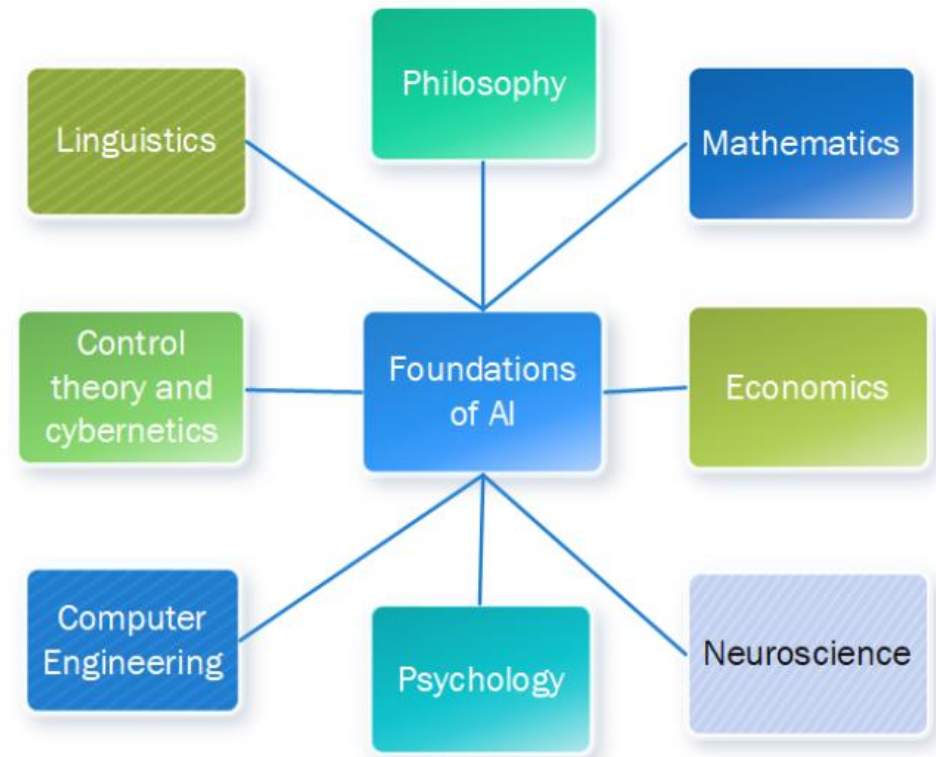 Philosophy
Linguistics
Mathematics
Control
theory and
cybernetics
Foundations
of AI
Economics
Computer
Engineering
Psychology
Neuroscience